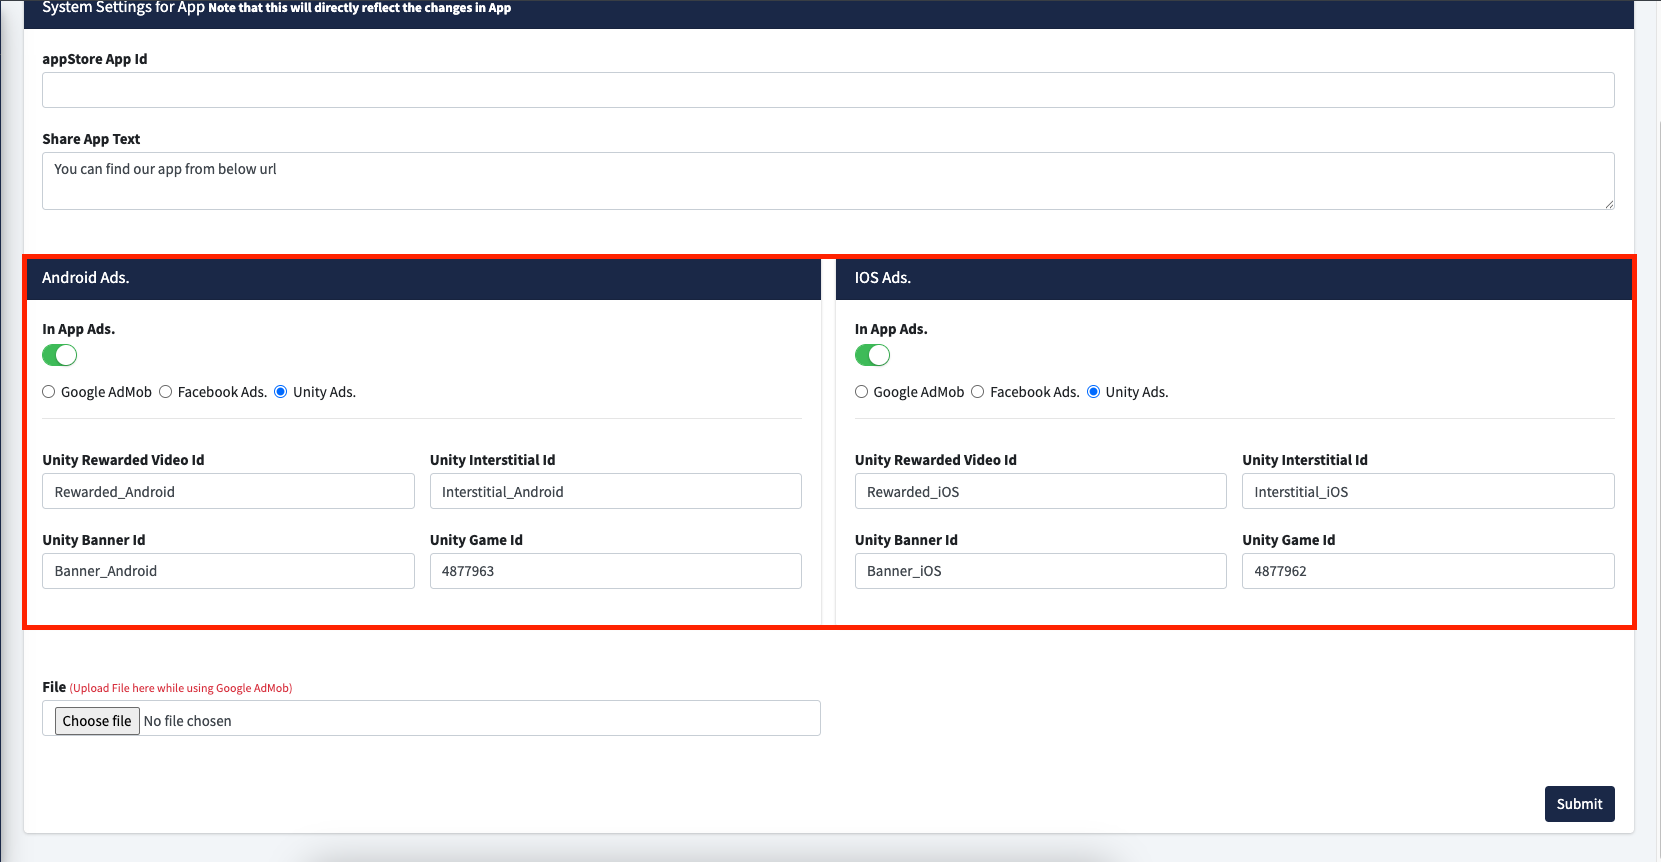 System Settings for App Note that this will directly reflect the changes in App
appStore App Id
Share App Text
You can find our app from below url
Android Ads.
In App Ads.
Google AdMob Facebook Ads. Unity Ads.
Unity Rewarded Video Id Unity Interstitial Id
Rewarded_Android Interstitial_Android
Unity Banner Id Unity Game Id
Banner_Android 4877963
IOS Ads.
In App Ads.
Google AdMob Facebook Ads. Unity Ads.
Unity Rewarded Video Id Unity Interstitial Id
Rewarded_iOS Interstitial_iOS
Unity Banner Id Unity Game Id
Banner_iOS 4877962
File (Upload File here while using Google AdMob)
Choose file No file chosen
Submit